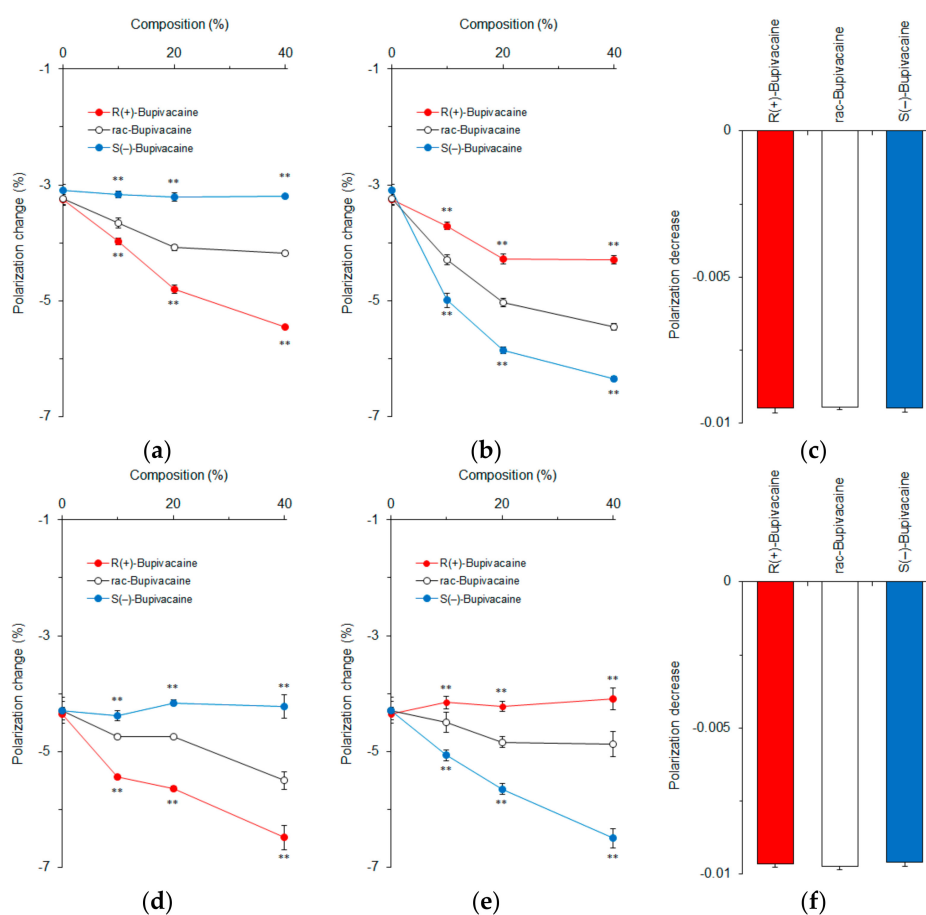 Composition (%)
0 20 40
-1
R(+)-Bupivacaine
rac-Bupivacaine
S(−)-Bupivacaine
-3
-5
-7
Polarization change (%)
** ** **
** ** **
(a)
Composition (%)
0 20 40
-1
R(+)-Bupivacaine
rac-Bupivacaine
S(−)-Bupivacaine
-3
-5
-7
Polarization change (%)
** ** **
** ** **
(b)
R(+)-Bupivacaine
rac-Bupivacaine
S(−)-Bupivacaine
0
-0.005
-0.01
Polarization decrease
(c)
Composition (%)
0 20 40
-1
R(+)-Bupivacaine
rac-Bupivacaine
S(−)-Bupivacaine
-3
-5
-7
Polarization change (%)
** ** **
** ** **
(d)
Composition (%)
0 20 40
-1
R(+)-Bupivacaine
rac-Bupivacaine
S(−)-Bupivacaine
-3
-5
-7
Polarization change (%)
** ** **
** ** **
(e)
R(+)-Bupivacaine
rac-Bupivacaine
S(−)-Bupivacaine
0
-0.005
-0.01
Polarization decrease
(f)